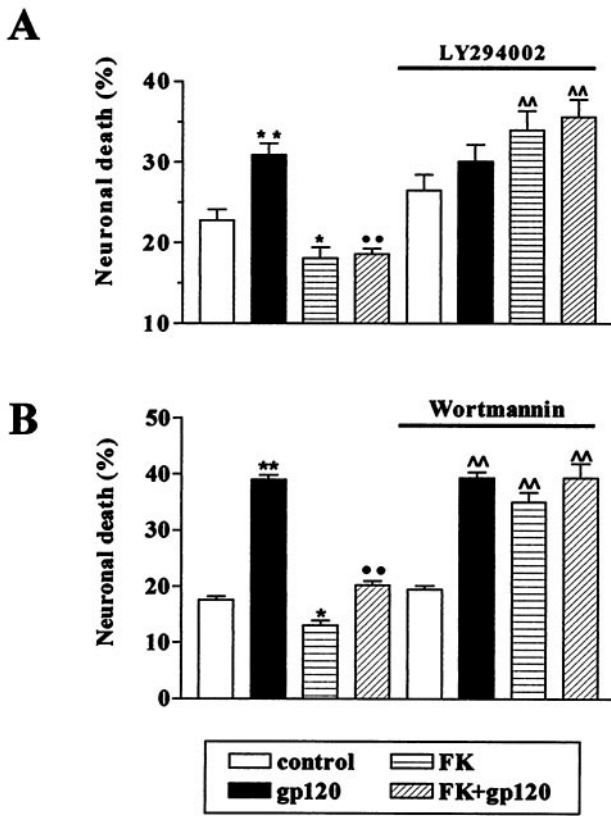 A
LY294002
Neuronal death (%)
40
30
20
10
** 
* 
••
^^
^^
B
Wortmannin
Neuronal death (%)
50
40
30
20
10
0
**
*
••
^^
^^
^^
control
FK
gp120
FK+gp120